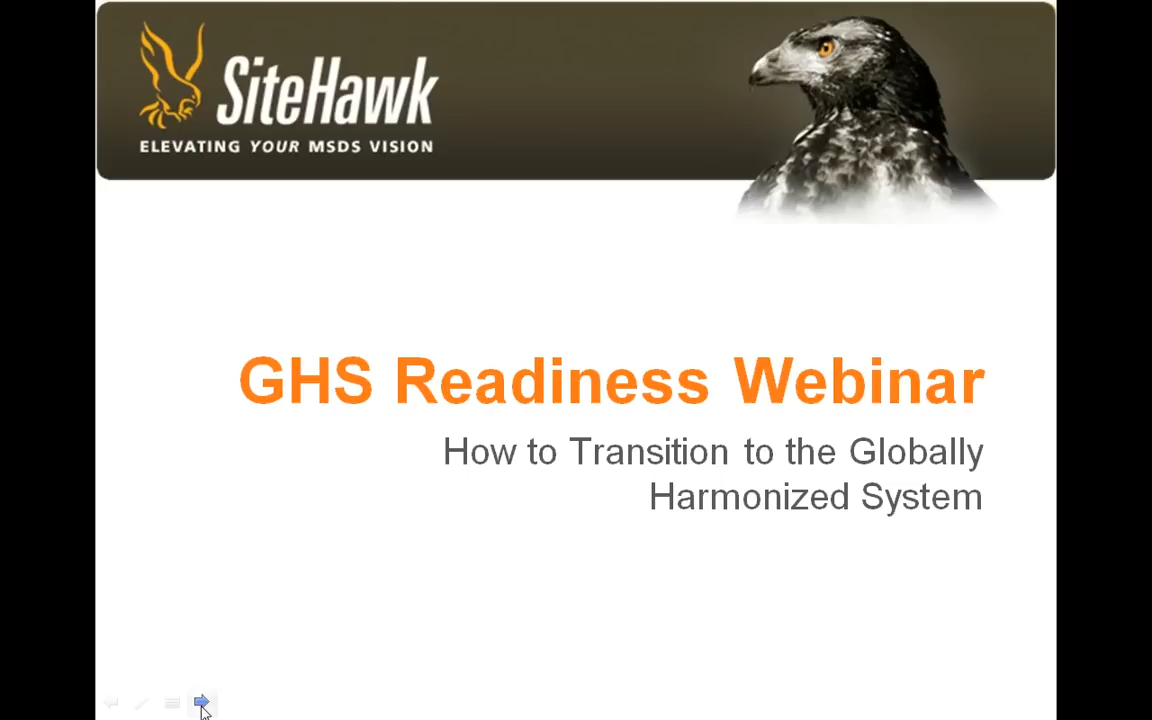 SiteHawk
ELEVATING YOUR MSDS VISION
GHS Readiness Webinar
How to Transition to the Globally
Harmonized System